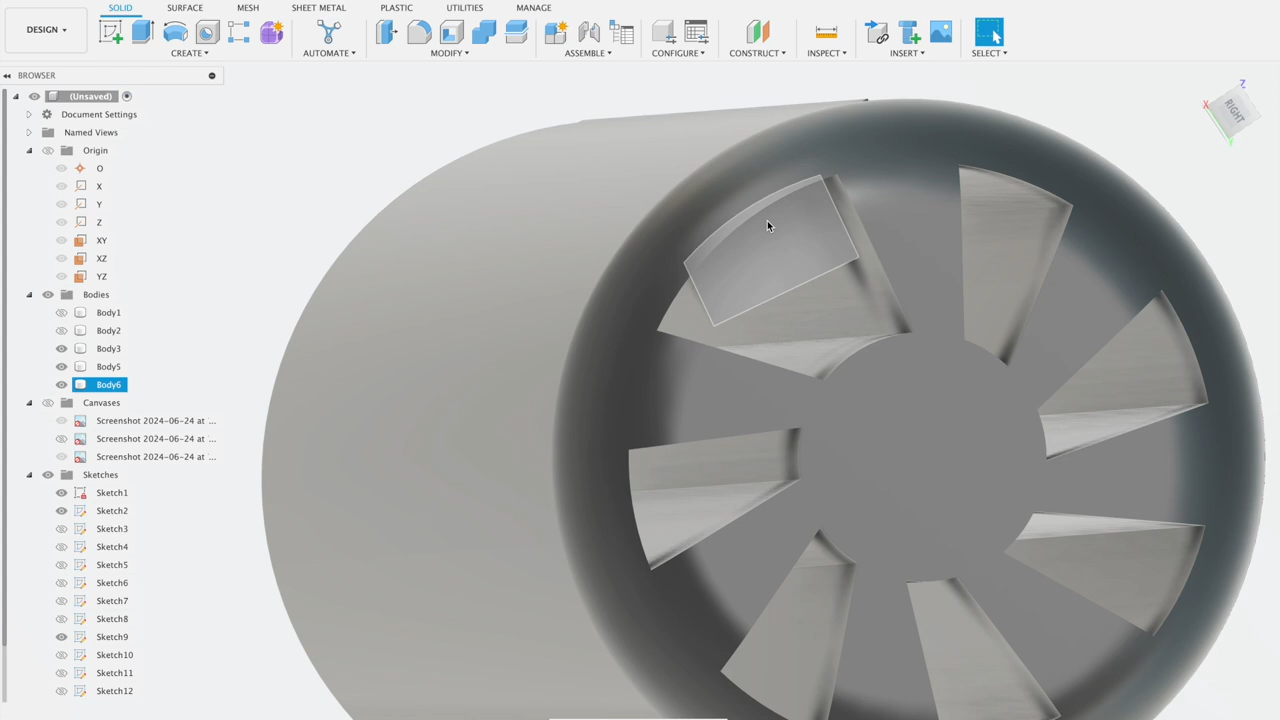 SOLID SURFACE MESH SHEET METAL PLASTIC UTILITIES MANAGE
DESIGN
CREATE AUTOMATE MODIFY ASSEMBLE CONFIGURE CONSTRUCT INSPECT INSERT SELECT
BROWSER
(Unsaved)
Document Settings
Named Views
Origin
O
X
Y
Z
XY
XZ
YZ
Bodies
Body1
Body2
Body3
Body5
Body6
Canvases
Screenshot 2024-06-24 at '...
Screenshot 2024-06-24 at '...
Screenshot 2024-06-24 at '...
Sketches
Sketch1
Sketch2
Sketch3
Sketch4
Sketch5
Sketch6
Sketch7
Sketch8
Sketch9
Sketch10
Sketch11
Sketch12
Z
X
RIGHT
Y